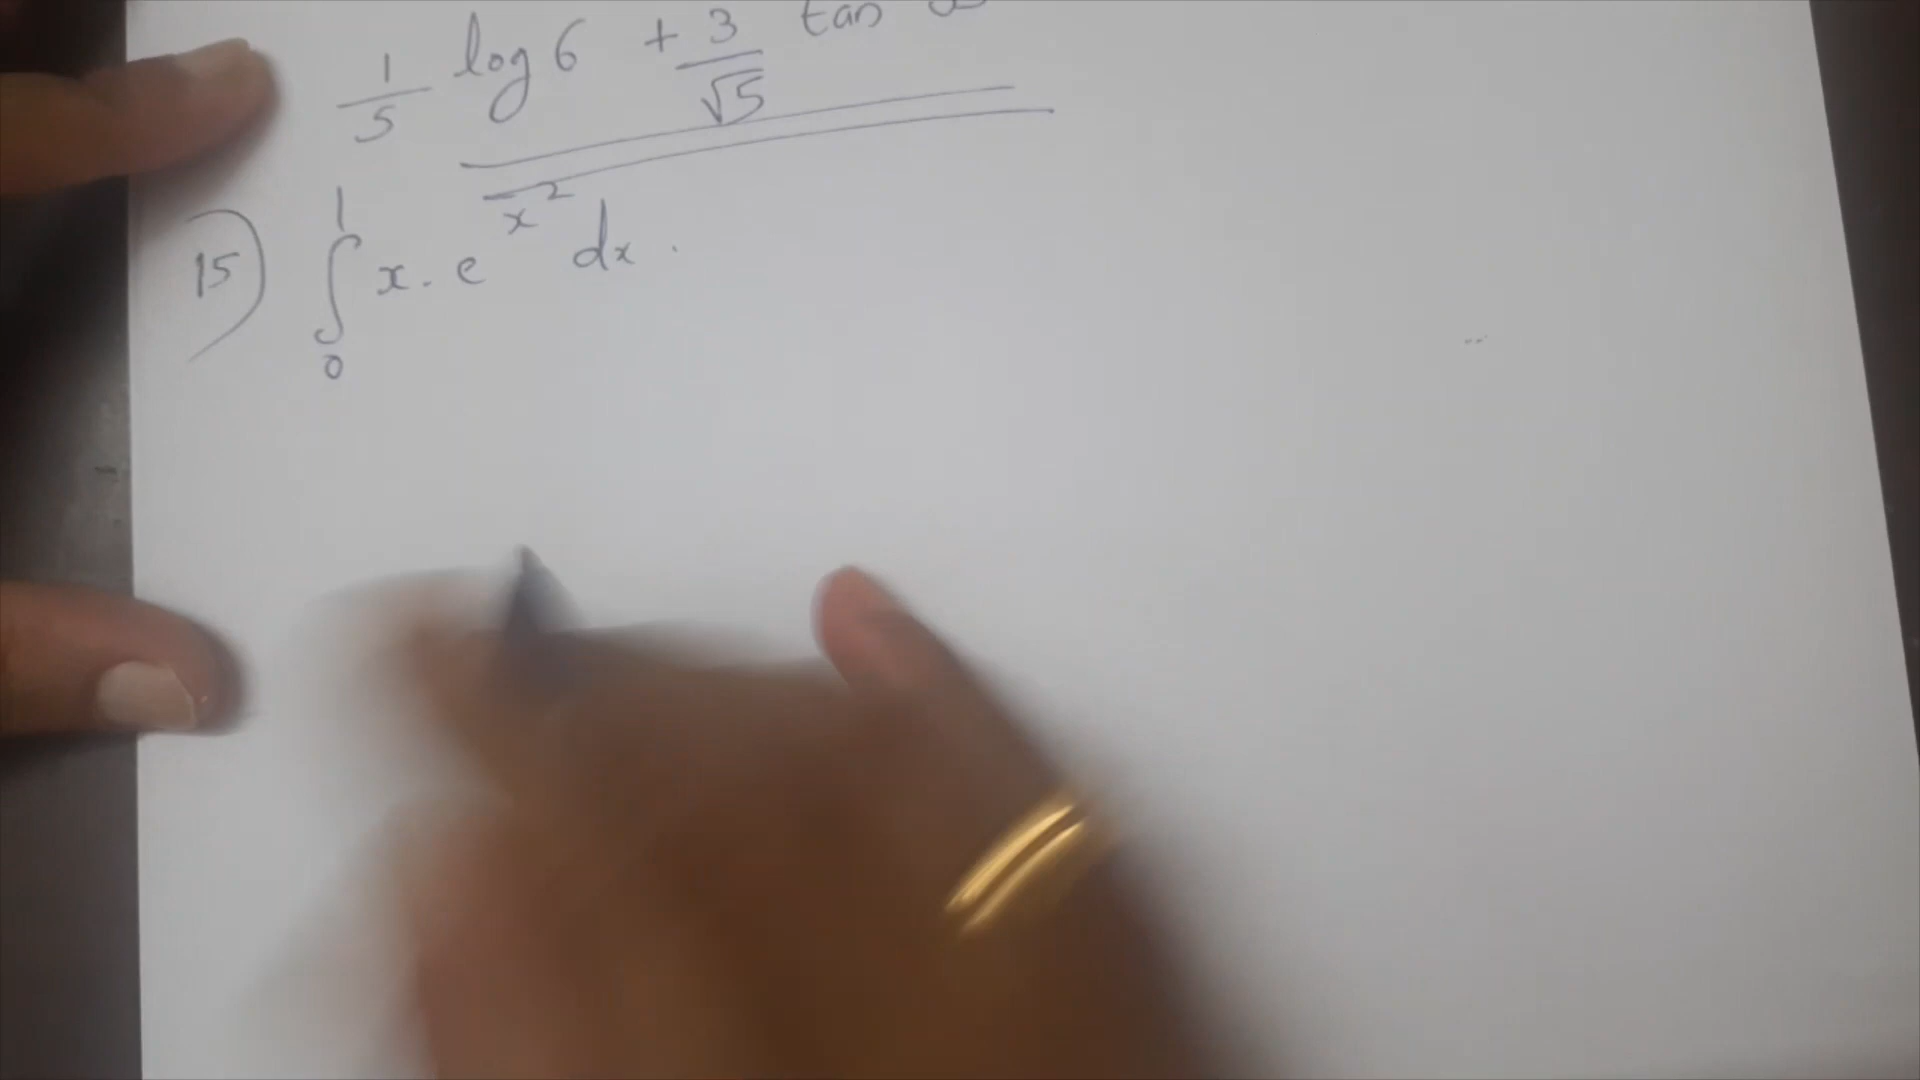 1/5 log 6 + 3/√5 tan
15) ∫₀¹ x. e^x² dx.